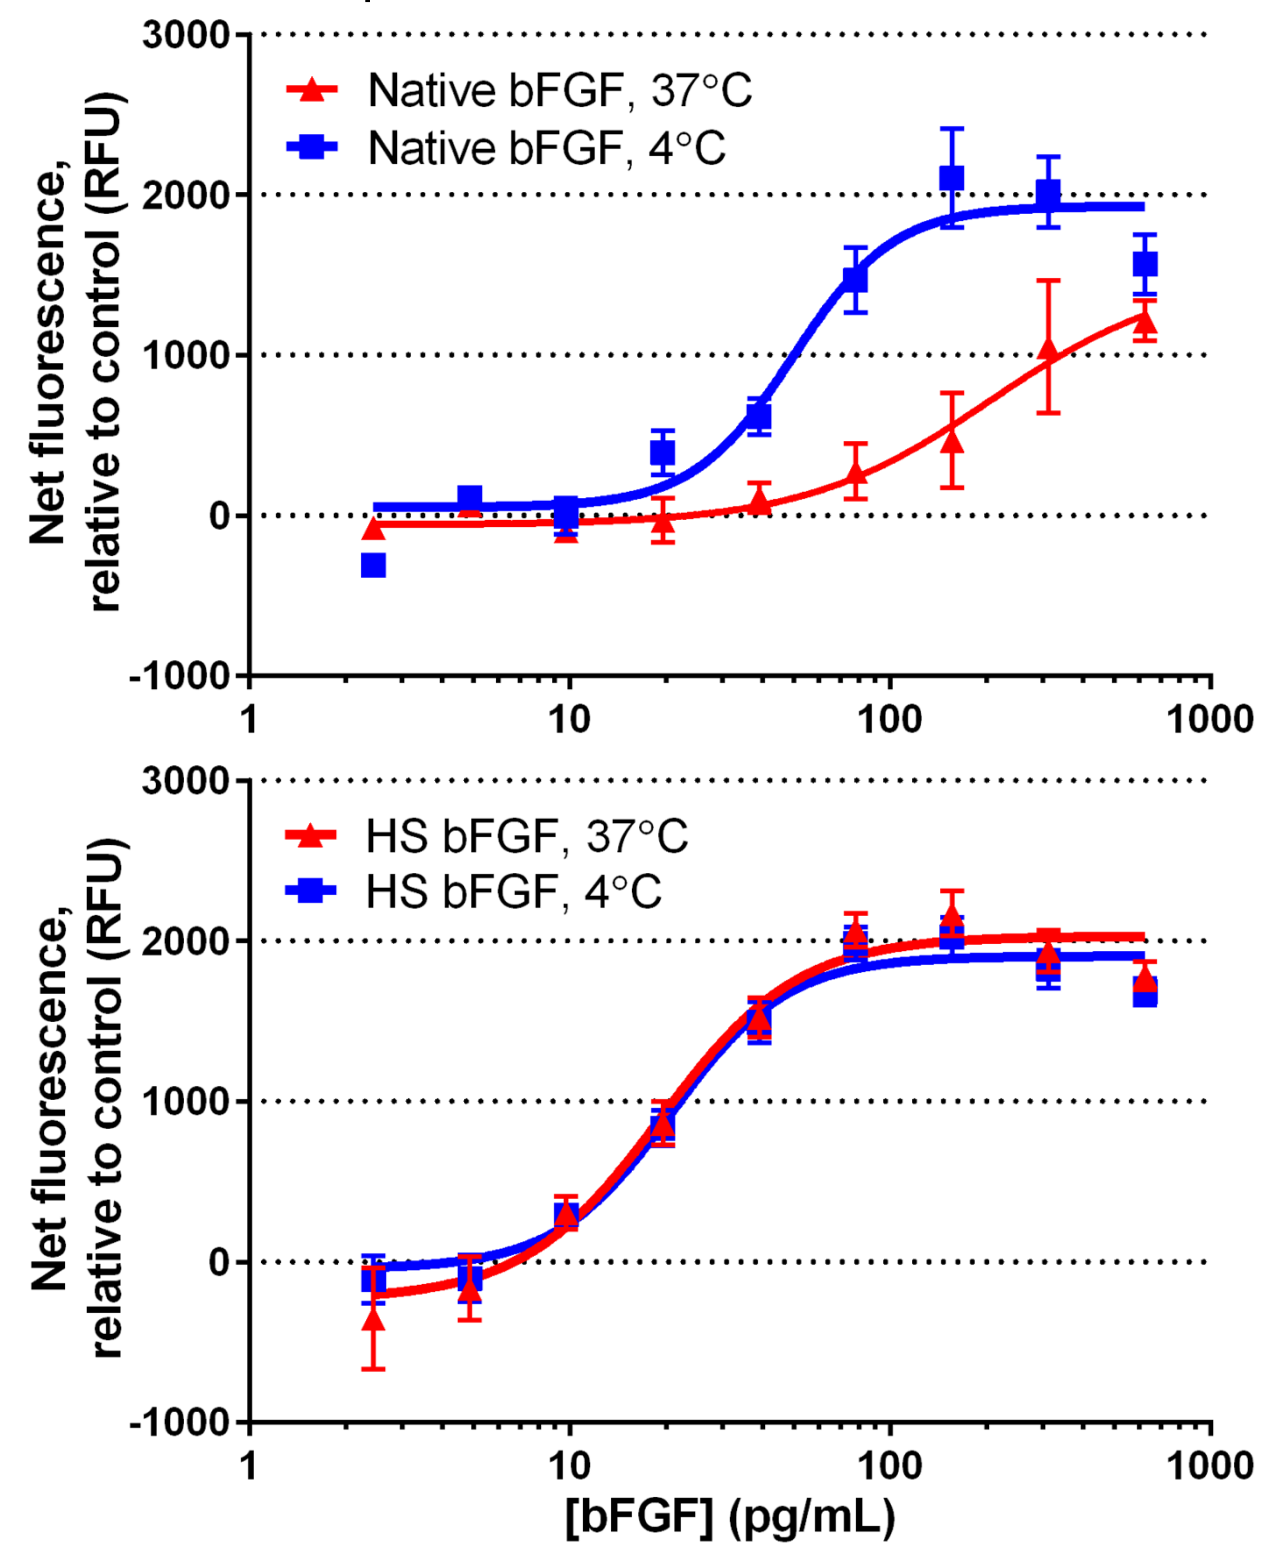 3000
2000
1000
0
-1000
Net fluorescence,
relative to control (RFU)
Native bFGF, 37°C
Native bFGF, 4°C
1 10 100 1000
3000
2000
1000
0
-1000
Net fluorescence,
relative to control (RFU)
HS bFGF, 37°C
HS bFGF, 4°C
1 10 100 1000
[bFGF] (pg/mL)